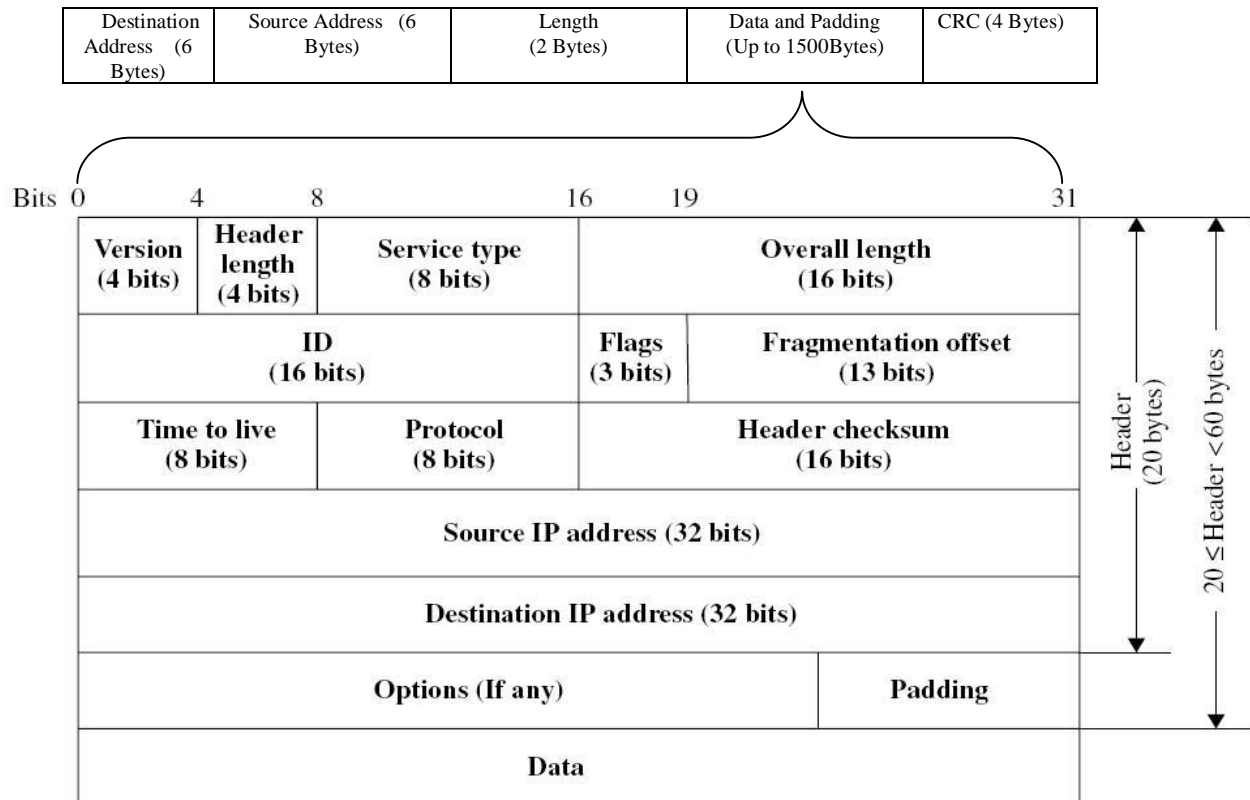 Destination
Address (6
Bytes)
Source Address (6
Bytes)
Length
(2 Bytes)
Data and Padding
(Up to 1500Bytes)
CRC (4 Bytes)
Bits 0 4 8 16 19 31
Version
(4 bits)
Header
length
(4 bits)
Service type
(8 bits)
Overall length
(16 bits)
ID
(16 bits)
Flags
(3 bits)
Fragmentation offset
(13 bits)
Time to live
(8 bits)
Protocol
(8 bits)
Header checksum
(16 bits)
Source IP address (32 bits)
Destination IP address (32 bits)
Options (If any)
Padding
Data
Header
(20 bytes)
20 ≤Header <60 bytes